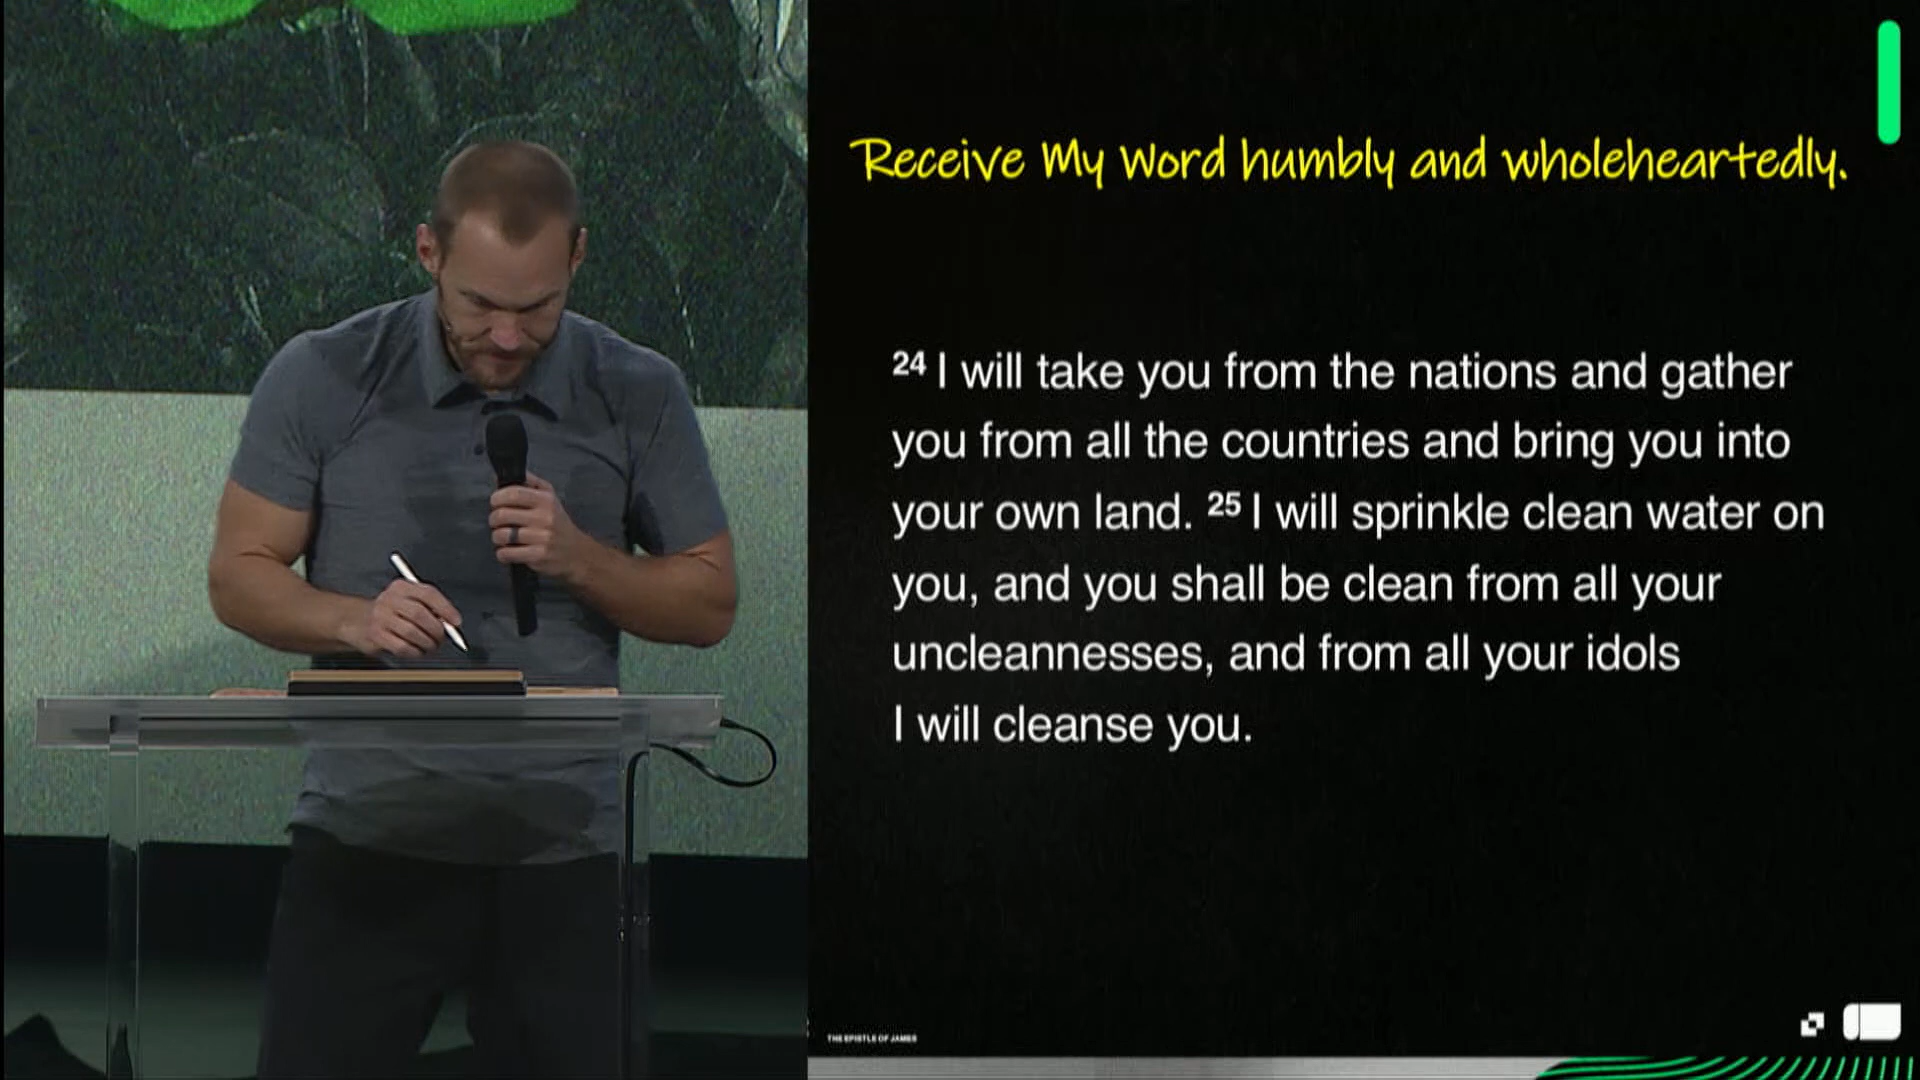 Receive My Word humbly and wholeheartedly.
24 I will take you from the nations and gather
you from all the countries and bring you into
your own land. 25 I will sprinkle clean water on
you, and you shall be clean from all your
uncleannesses, and from all your idols
I will cleanse you.
THE EPISTLE OF JAMES